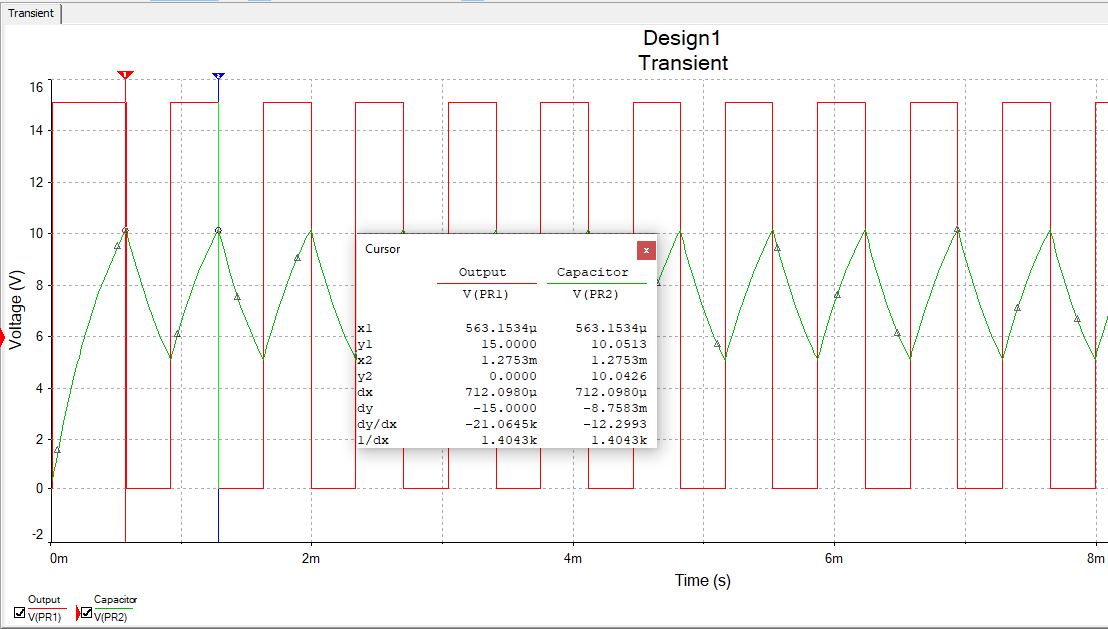 Transient
Design1
Transient
16
14
12
10
8
6
4
2
0
-2
Voltage (V)
0m
2m
4m
6m
8m
Time (s)
Cursor
x
Output Capacitor
V(PR1) V(PR2)
x1 563.1534µ 563.1534µ
y1 15.0000 10.0513
x2 1.2753m 1.2753m
y2 0.0000 10.0426
dx 712.0980µ 712.0980µ
dy -15.0000 -8.7583m
dy/dx -21.0645k -12.2993
1/dx 1.4043k 1.4043k
Output Capacitor
V(PR1) V(PR2)